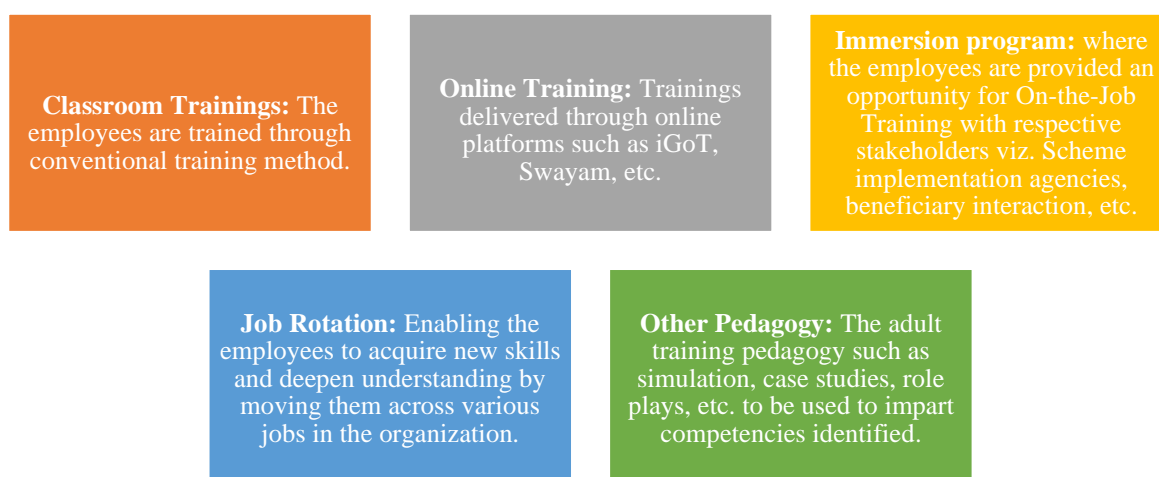 Classroom Trainings: The
employees are trained through
conventional training method.
Online Training: Trainings
delivered through online
platforms such as iGoT,
Swayam, etc.
Immersion program: where
the employees are provided an
opportunity for On-the-Job
Training with respective
stakeholders viz. Scheme
implementation agencies,
beneficiary interaction, etc.
Job Rotation: Enabling the
employees to acquire new skills
and deepen understanding by
moving them across various
jobs in the organization.
Other Pedagogy: The adult
training pedagogy such as
simulation, case studies, role
plays, etc. to be used to impart
competencies identified.